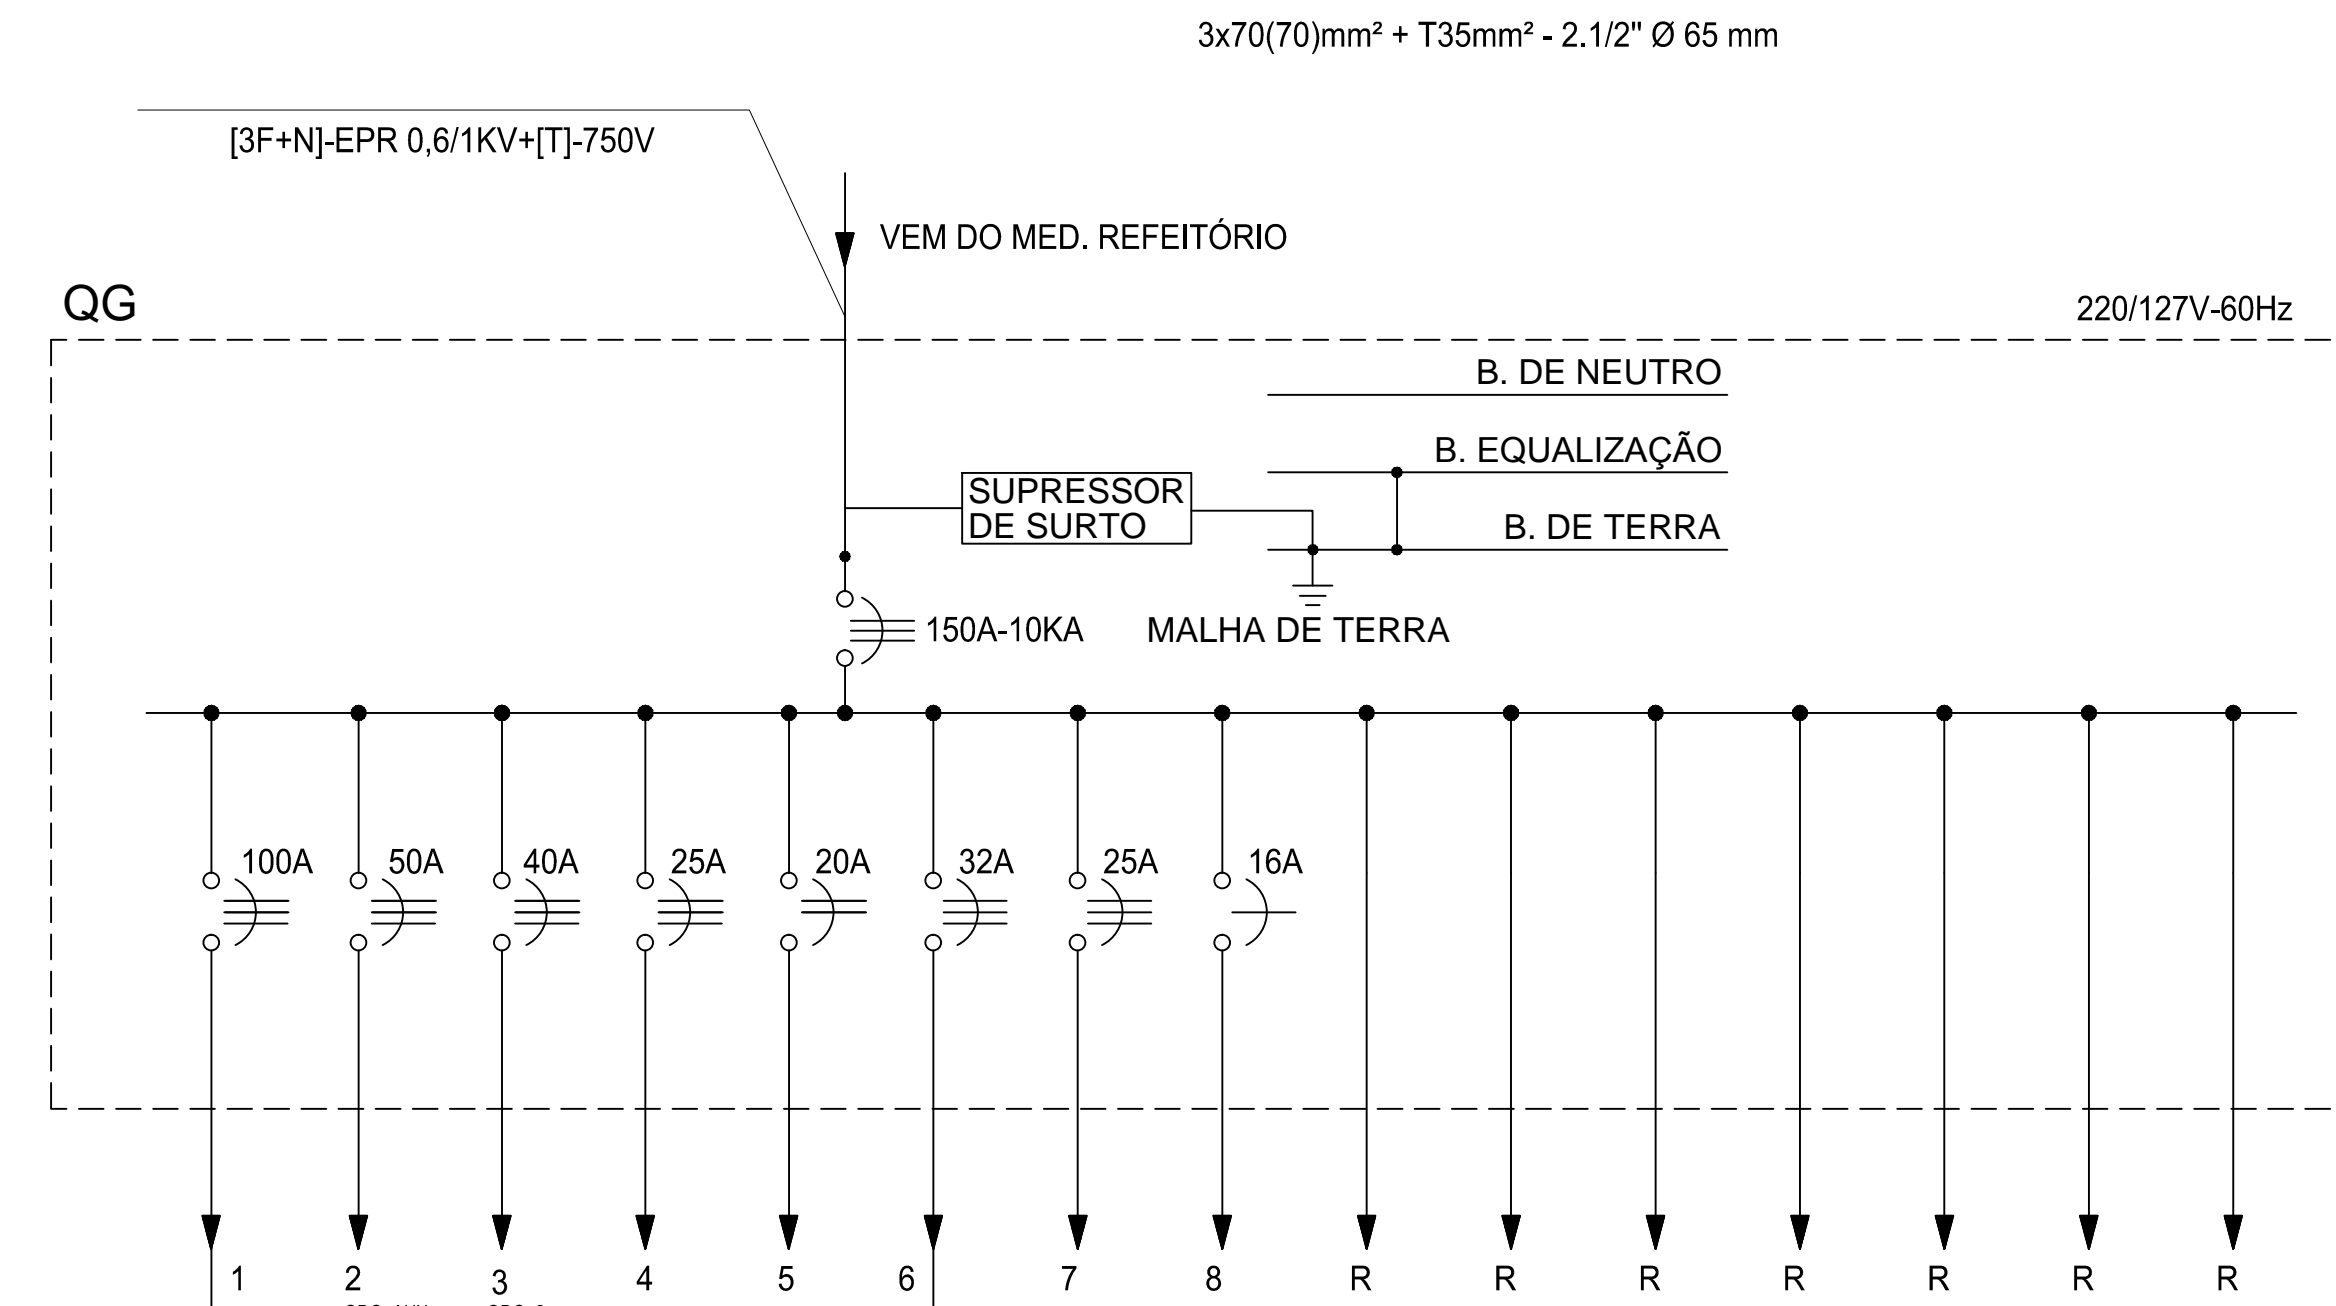 3x70(70)mm² + T35mm² - 2.1/2" Ø 65 mm
[3F+N]-EPR 0,6/1KV+[T]-750V
VEM DO MED. REFEITÓRIO
QG
220/127V-60Hz
B. DE NEUTRO
B. EQUALIZAÇÃO
SUPRESSOR
DE SURTO
B. DE TERRA
150A-10KA
MALHA DE TERRA
100A 50A 40A 25A 20A 32A 25A 16A
1 2 3 4 5 6 7 8 R R R R R R R